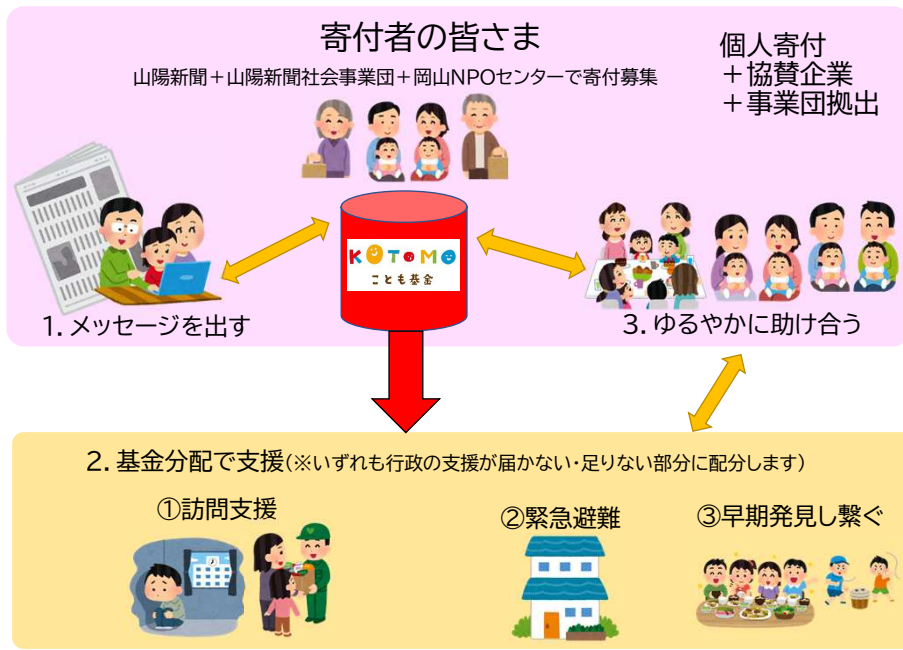 寄付者の皆さま
山陽新聞＋山陽新聞社会事業団＋岡山NPOセンターで寄付募集
個人寄付
＋協賛企業
＋事業団拠出
KOToMO
こども基金
1. メッセージを出す
3. ゆるやかに助け合う
2. 基金分配で支援(※いずれも行政の支援が届かない・足りない部分に配分します)
①訪問支援
②緊急避難
③早期発見し繋ぐ